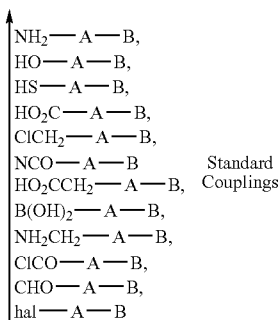 NH₂—A—B,
HO—A—B,
HS—A—B,
HO₂C—A—B,
ClCH₂—A—B,
NCO—A—B
HO₂CCH₂—A—B,
B(OH)₂—A—B,
NH₂CH₂—A—B,
ClCO—A—B,
CHO—A—B,
hal—A—B
Standard
Couplings